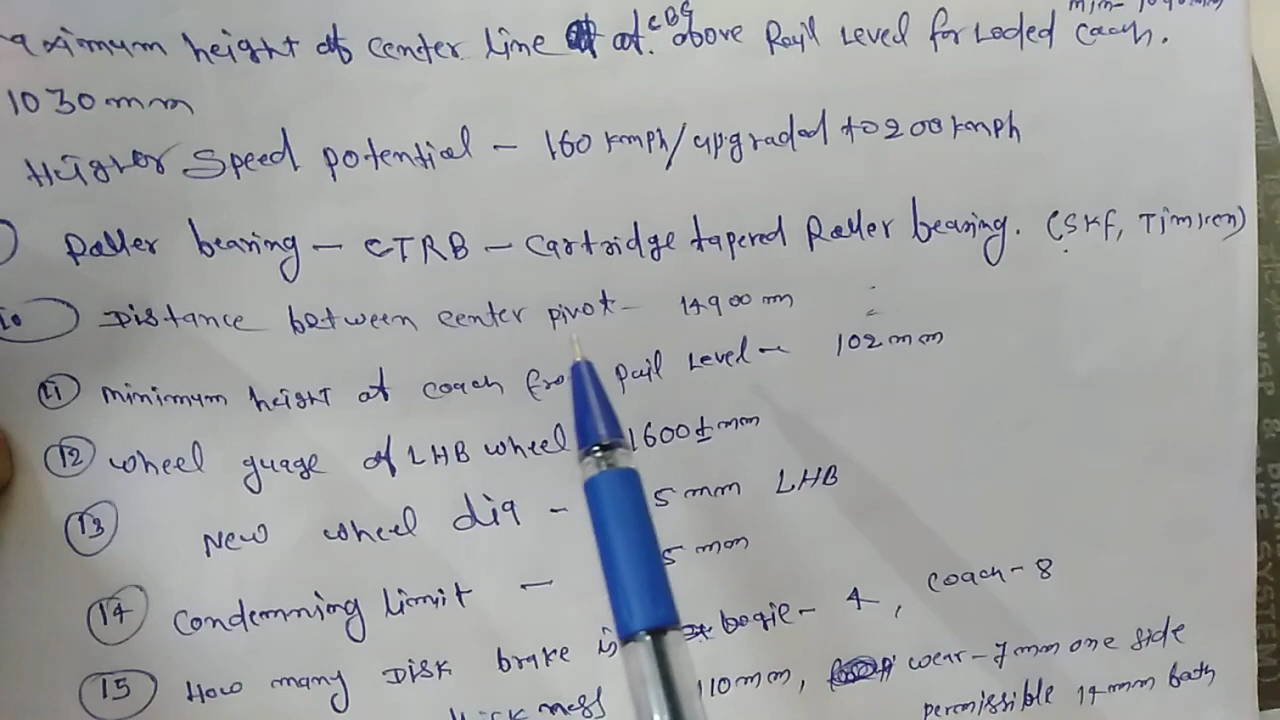 aximum height of center line at. CBC above Rail Level for Loded Coach.
1030 mm
Higher Speed potential - 160 kmph/upgraded to 200 kmph
Roller bearing - CTRB - Cartridge tapered Roller bearing. (SKF, Timken)
10 Distance between center pivot - 14900 m
11 minimum height at coach from rail Level - 102 mm
12 wheel guage of LHB wheel 1600 ± mm
13 New wheel dia - 5 mm LHB
14 Condemning limit - 5 mm
15 How many Disk brake is bogie - 4, coach - 8
110 mm, wear - 7 mm one side
permissible 14 mm both